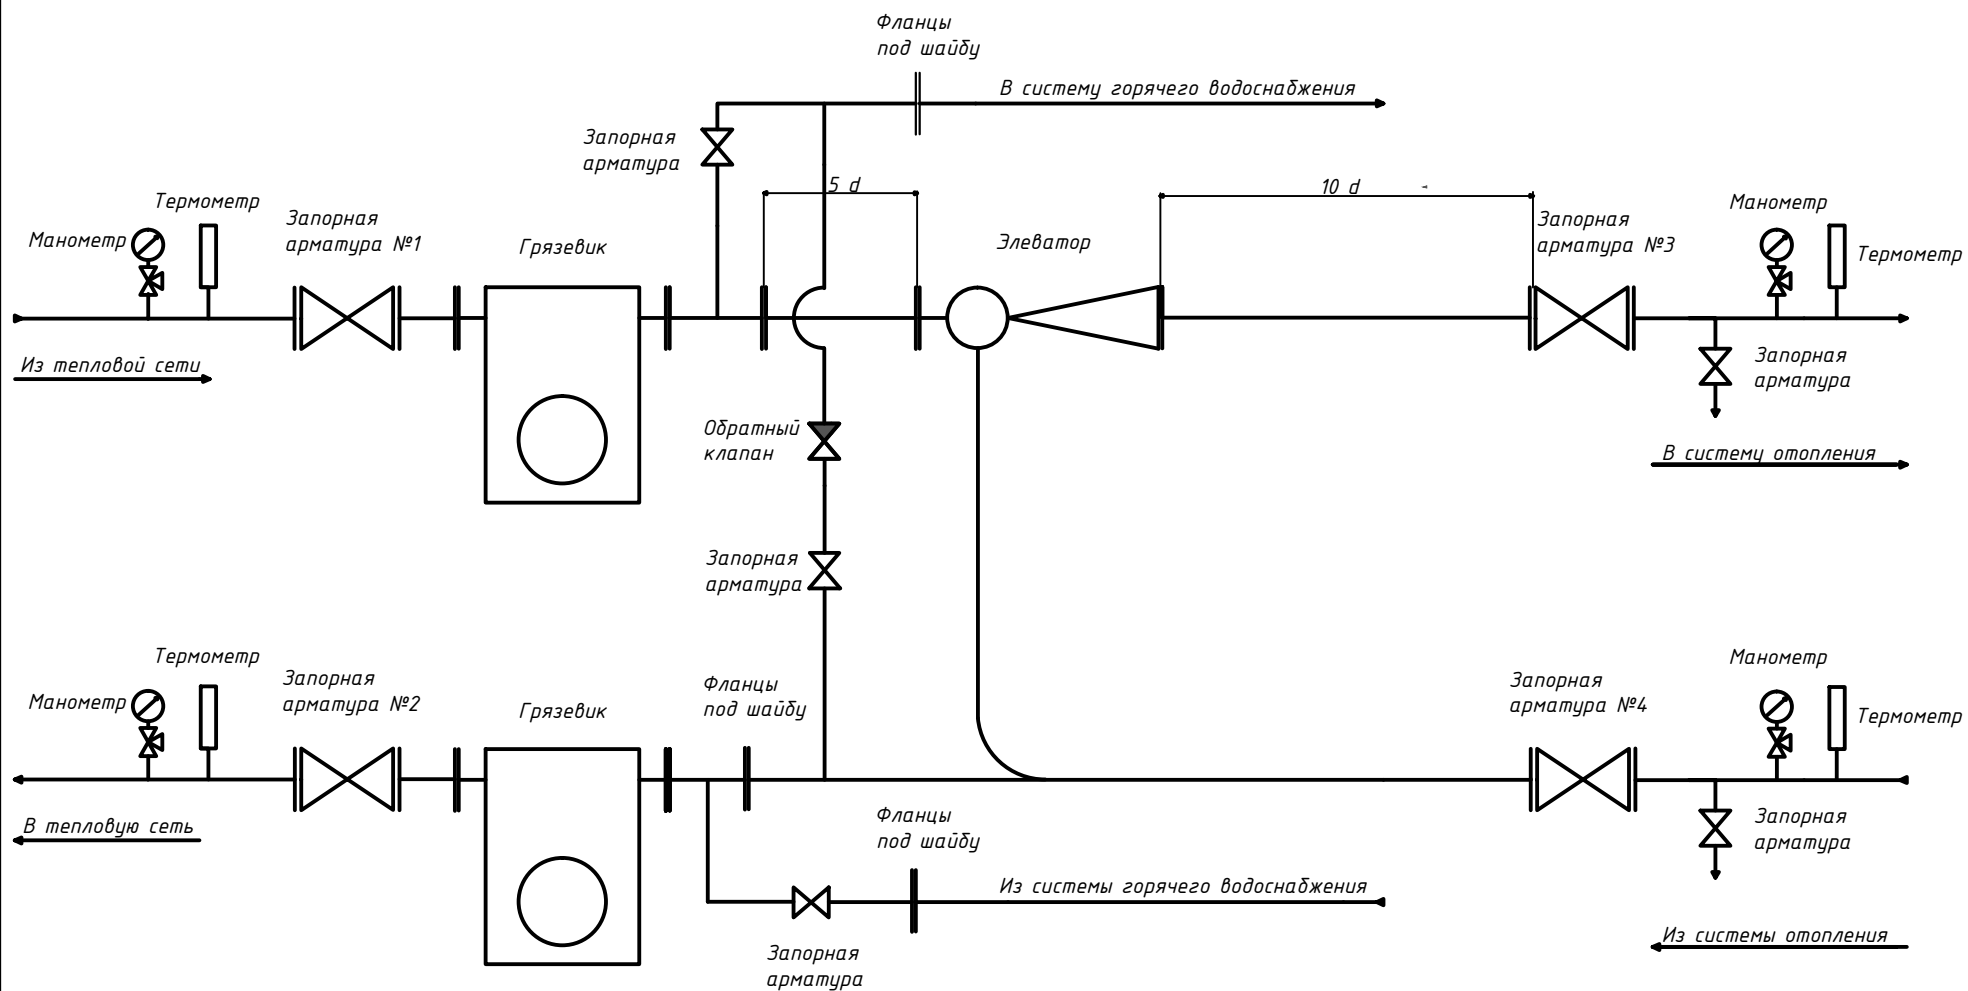 Фланцы
под шайбу
В систему горячего водоснабжения
Запорная
арматура
5 d
10 d
Термометр
Манометр
Запорная
арматура №1
Грязевик
Элеватор
Запорная
арматура №3
Манометр
Термометр
Из тепловой сети
Запорная
арматура
Обратный
клапан
В систему отопления
Запорная
арматура
Термометр
Манометр
Запорная
арматура №2
Грязевик
Фланцы
под шайбу
Запорная
арматура №4
Манометр
Термометр
В тепловую сеть
Фланцы
под шайбу
Запорная
арматура
Из системы горячего водоснабжения
Из системы отопления
Запорная
арматура